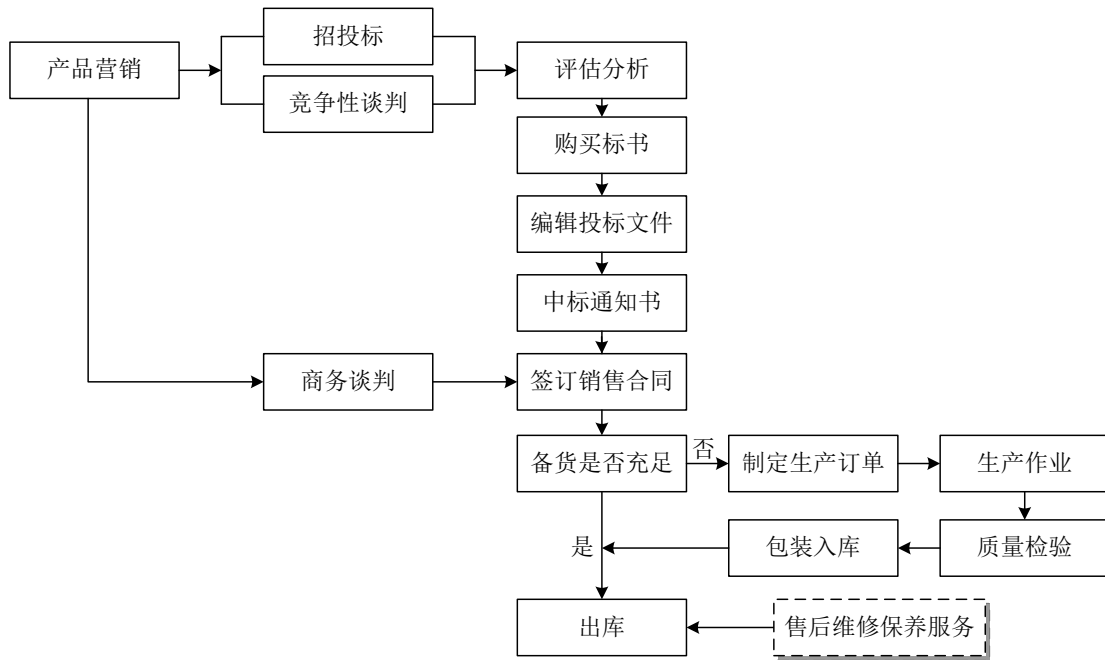 招投标
产品营销
评估分析
竞争性谈判
购买标书
编辑投标文件
中标通知书
商务谈判
签订销售合同
备货是否充足
否
制定生产订单
生产作业
是
包装入库
质量检验
出库
售后维修保养服务